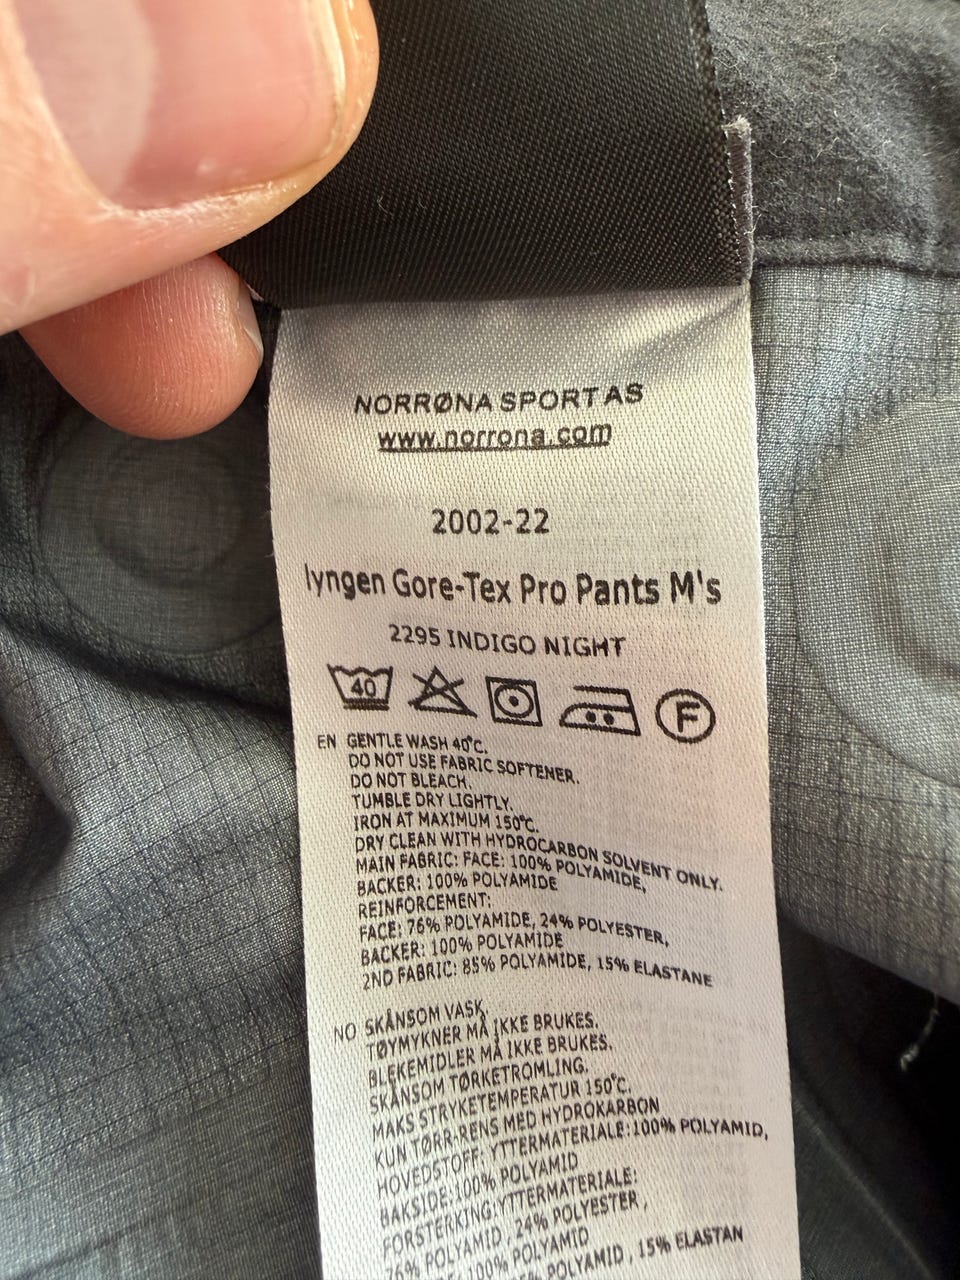 NORRØNA SPORT AS
www.norrona.com
2002-22
lyngen Gore-Tex Pro Pants M's
2295 INDIGO NIGHT
40 F
EN GENTLE WASH 40°C.
DO NOT USE FABRIC SOFTENER.
DO NOT BLEACH.
TUMBLE DRY LIGHTLY.
IRON AT MAXIMUM 150°C.
DRY CLEAN WITH HYDROCARBON SOLVENT ONLY.
MAIN FABRIC: FACE: 100% POLYAMIDE,
BACKER: 100% POLYAMIDE
REINFORCEMENT:
FACE: 76% POLYAMIDE, 24% POLYESTER,
BACKER: 100% POLYAMIDE
2ND FABRIC: 85% POLYAMIDE, 15% ELASTANE
NO SKÅNSOM VASK.
TØYMYKNER MÅ IKKE BRUKES.
BLEKEMIDLER MÅ IKKE BRUKES.
SKÅNSOM TØRKETROMLING.
MAKS STRYKETEMPERATUR 150°C.
KUN TØRR-RENS MED HYDROKARBON
HOVEDSTOFF: YTTERMATERIALE:100% POLYAMID,
BAKSIDE:100% POLYAMID
FORSTERKING:YTTERMATERIALE:
76% POLYAMID, 24% POLYESTER,
100% POLYAMID
POLYAMID, 15% ELASTAN